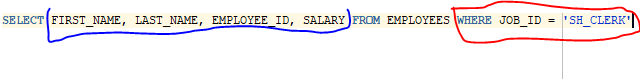 SELECT FIRST_NAME, LAST_NAME, EMPLOYEE_ID, SALARY FROM EMPLOYEES WHERE JOB_ID = 'SH_CLERK'